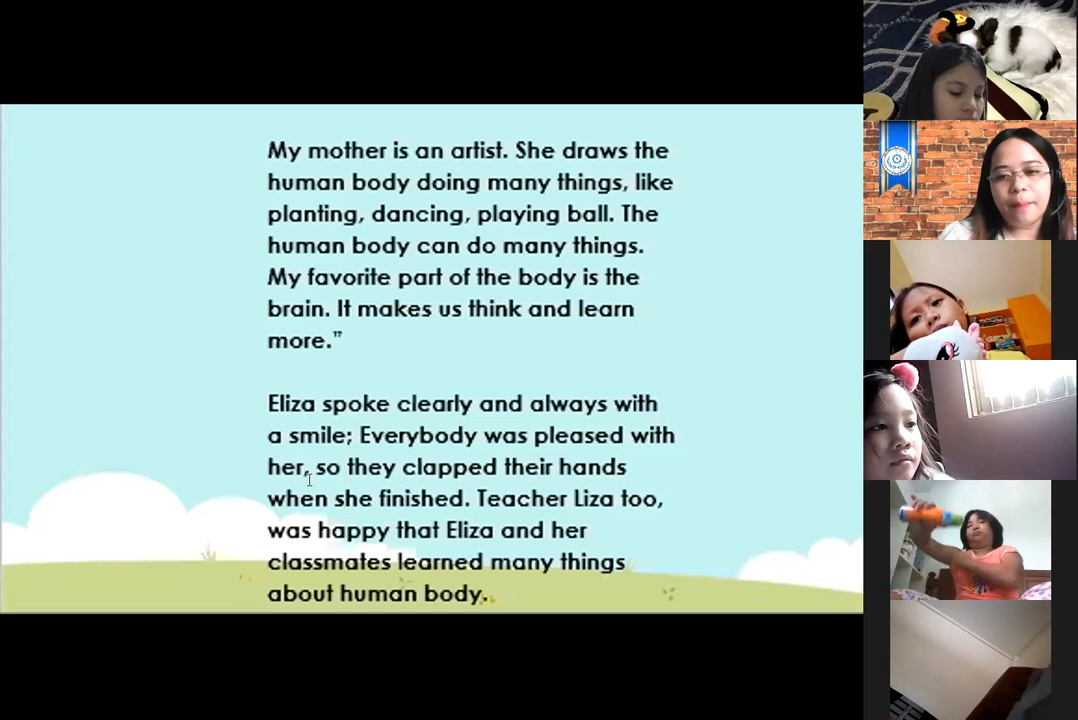 My mother is an artist. She draws the
human body doing many things, like
planting, dancing, playing ball. The
human body can do many things.
My favorite part of the body is the
brain. It makes us think and learn
more.”
Eliza spoke clearly and always with
a smile; Everybody was pleased with
her, so they clapped their hands
when she finished. Teacher Liza too,
was happy that Eliza and her
classmates learned many things
about human body.